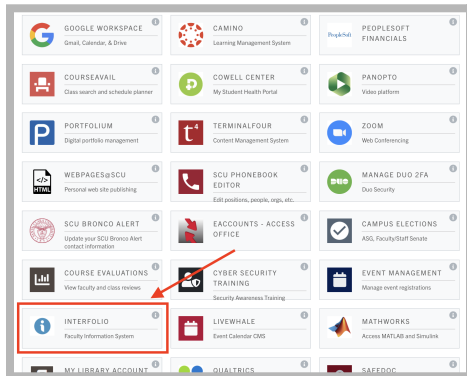 GOOGLE WORKSPACE
Gmail, Calendar, & Drive
CAMINO
Learning Management System
PeopleSoft
PEOPLESOFT
FINANCIALS
COURSEAVAIL
Class search and schedule planner
COWELL CENTER
My Student Health Portal
PANOPTO
Video platform
PORTFOLIUM
Digital portfolio management
t4
TERMINALFOUR
Content Management System
ZOOM
Web Conferencing
</>
HTML
WEBPAGES@SCU
Personal web site publishing
SCU PHONEBOOK
EDITOR
Edit positions, people, orgs, etc.
DUO
MANAGE DUO 2FA
Duo Security
SCU BRONCO ALERT
Update your SCU Bronco Alert
contact information
EACCOUNTS - ACCESS
OFFICE
CAMPUS ELECTIONS
ASG, Faculty/Staff Senate
COURSE EVALUATIONS
View faculty and class reviews
CYBER SECURITY
TRAINING
Security Awareness Training
EVENT MANAGEMENT
Manage event registrations
INTERFOLIO
Faculty Information System
LIVEWHALE
Event Calendar CMS
MATHWORKS
Access MATLAB and Simulink
MY LIBRARY ACCOUNT
QUALTRICS
SAFEDOC